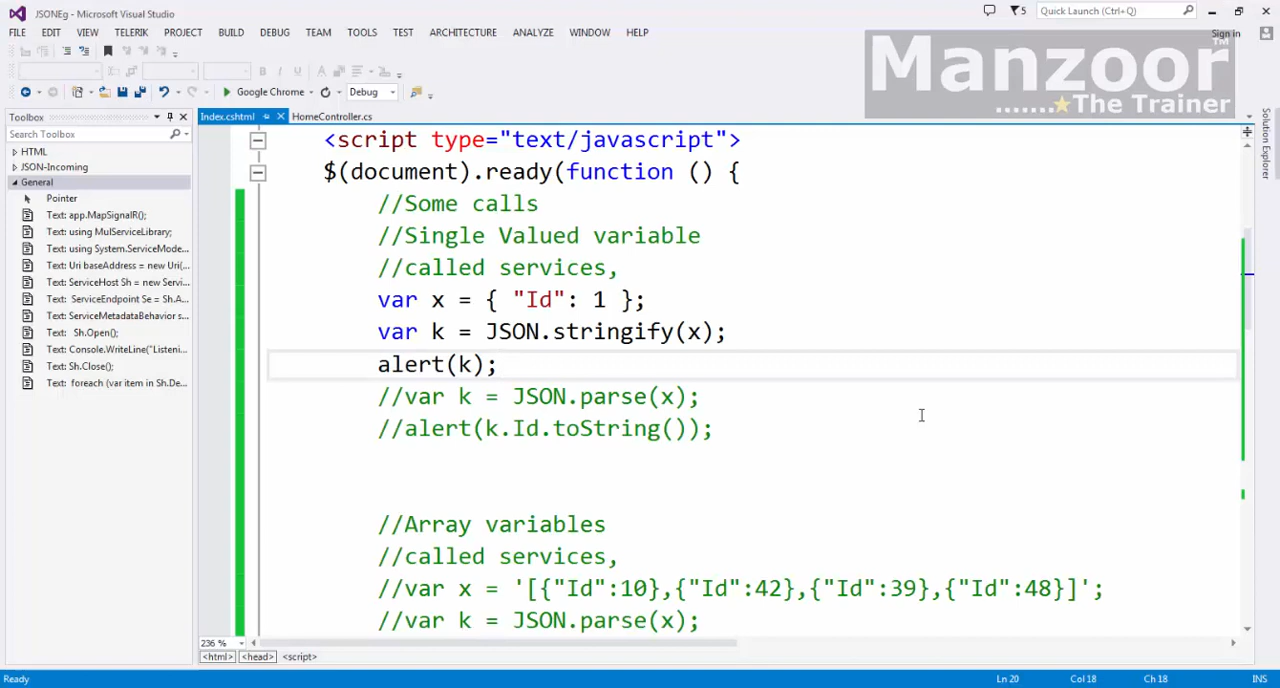 JSONEg - Microsoft Visual Studio
5
Quick Launch (Ctrl+Q)
FILE EDIT VIEW TELERIK PROJECT BUILD DEBUG TEAM TOOLS TEST ARCHITECTURE ANALYZE WINDOW HELP
Sign in
Manzoor™
.......The Trainer
Google Chrome
Debug
Toolbox
Search Toolbox
HTML
JSON-Incoming
General
Pointer
Text: app.MapSignalR();
Text: using MulServiceLibrary;
Text: using System.ServiceMode...
Text: Uri baseAddress = new Uri(...
Text: ServiceHost Sh = new Servic...
Text: ServiceEndpoint Se = Sh.A...
Text: ServiceMetadataBehavior s...
Text: Sh.Open();
Text: Console.WriteLine("Listeni...
Text: Sh.Close();
Text: foreach (var item in Sh.De...
Index.cshtml
HomeController.cs
<script type="text/javascript">
$(document).ready(function () {
//Some calls
//Single Valued variable
//called services,
var x = { "Id": 1 };
var k = JSON.stringify(x);
alert(k);
//var k = JSON.parse(x);
//alert(k.Id.toString());
//Array variables
//called services,
//var x = '[{"Id":10},{"Id":42},{"Id":39},{"Id":48}]';
//var k = JSON.parse(x);
Solution Explorer
236 %
<html> <head> <script>
Ready
Ln 20
Col 18
Ch 18
INS